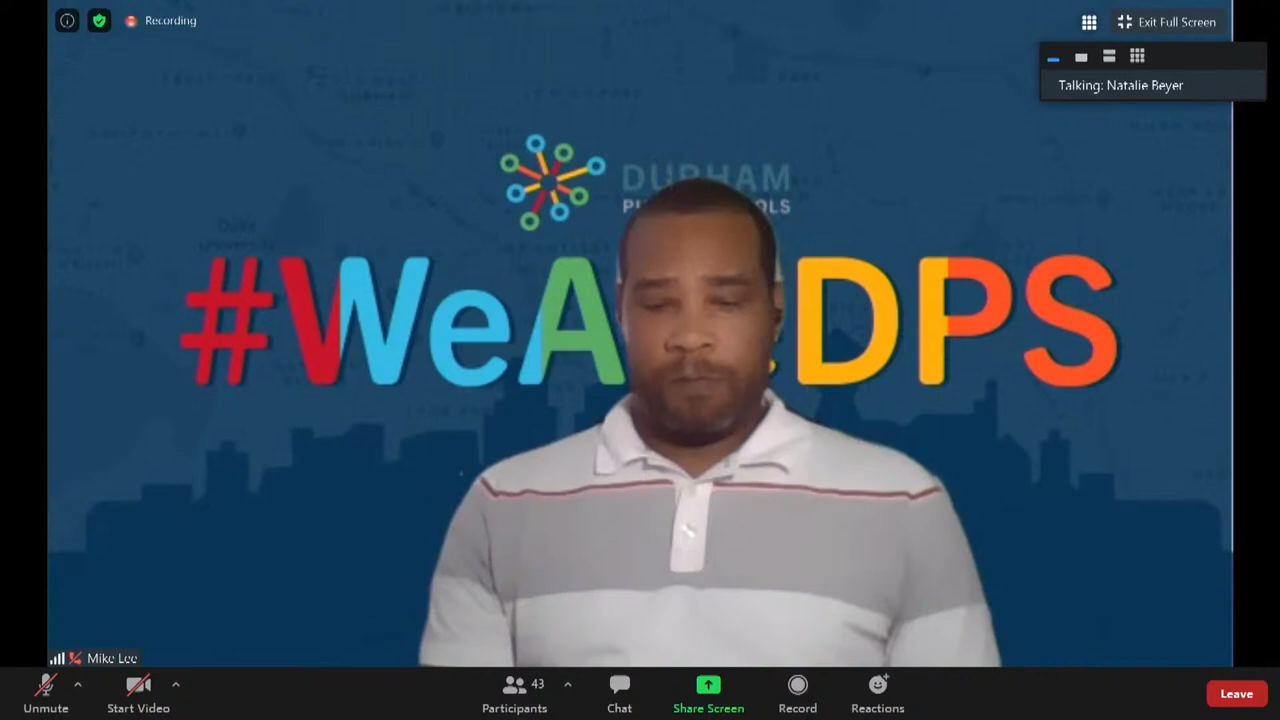 Recording
Exit Full Screen
Talking: Natalie Beyer
DURHAM
#WeA DPS
Mike Lee
43
Unmute
Start Video
Participants
Chat
Share Screen
Record
Reactions
Leave